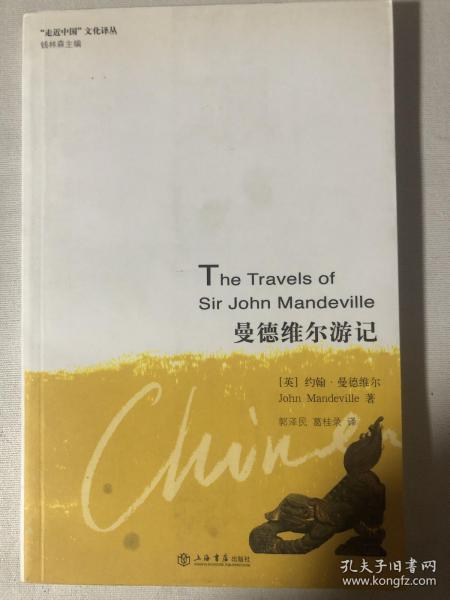 “走近中国”文化译丛
钱林森主编
The Travels of
Sir John Mandeville
曼德维尔游记
［英］约翰·曼德维尔
John Mandeville 著
郭泽民 葛桂录 译
Chine
上海书店出版社
孔夫子旧书网
www.kongfz.com